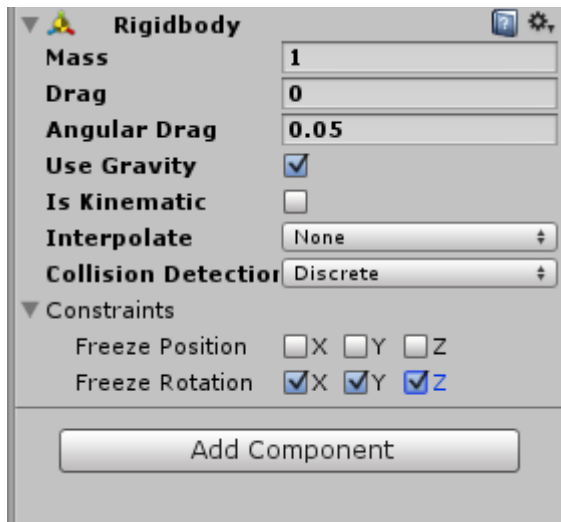 Rigidbody
Mass 1
Drag 0
Angular Drag 0.05
Use Gravity
Is Kinematic
Interpolate None
Collision Detection Discrete
Constraints
Freeze Position X Y Z
Freeze Rotation X Y Z
Add Component